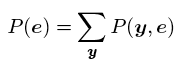 P(e) = ∑_y P(y, e)